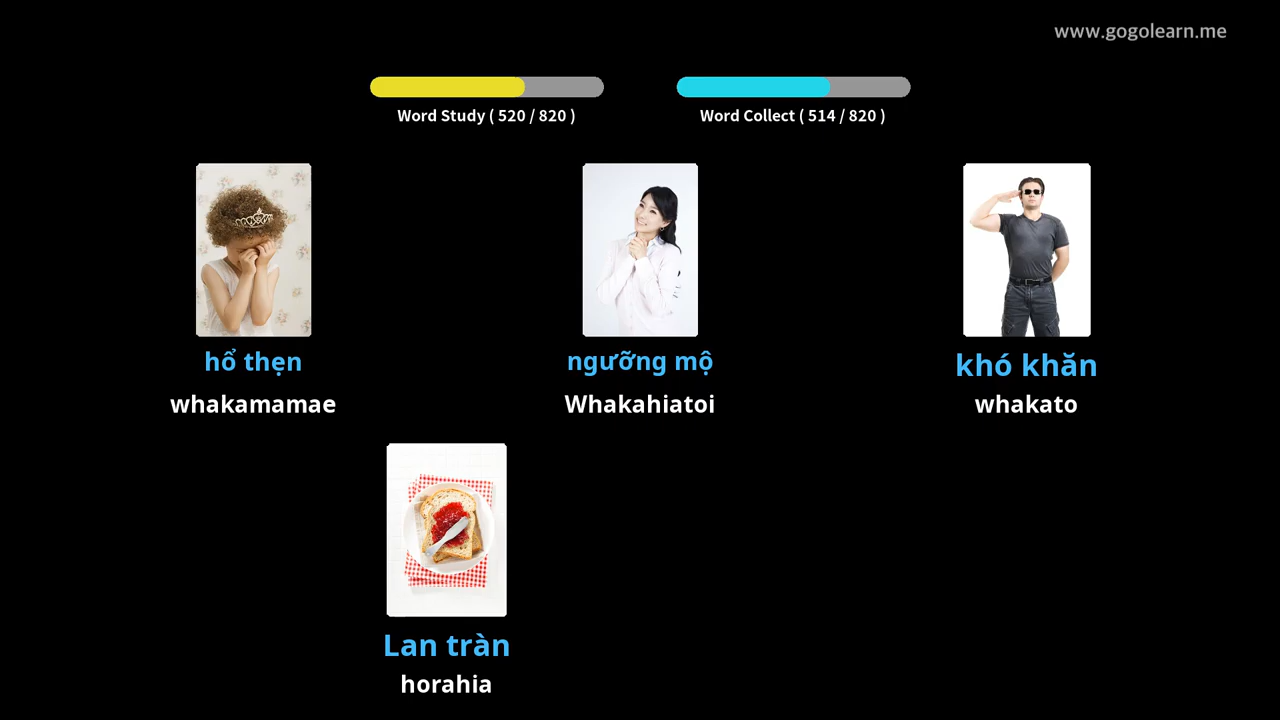 www.gogolearn.me
Word Study ( 520 / 820 )
Word Collect ( 514 / 820 )
hổ thẹn
ngưỡng mộ
khó khăn
whakamamae
Whakahiatoi
whakato
Lan tràn
horahia